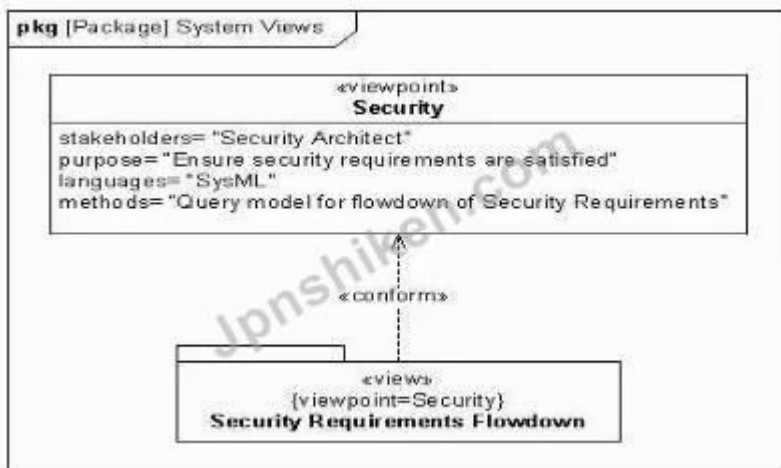 pkg [Package] System Views
«viewpoint»
Security
stakeholders= "Security Architect"
purpose="Ensure security requirements are satisfied"
languages= "SysML"
methods= "Query model for flowdown of Security Requirements"
«conform»
Jpnshiken.com
«view»
{viewpoint=Security}
Security Requirements Flowdown